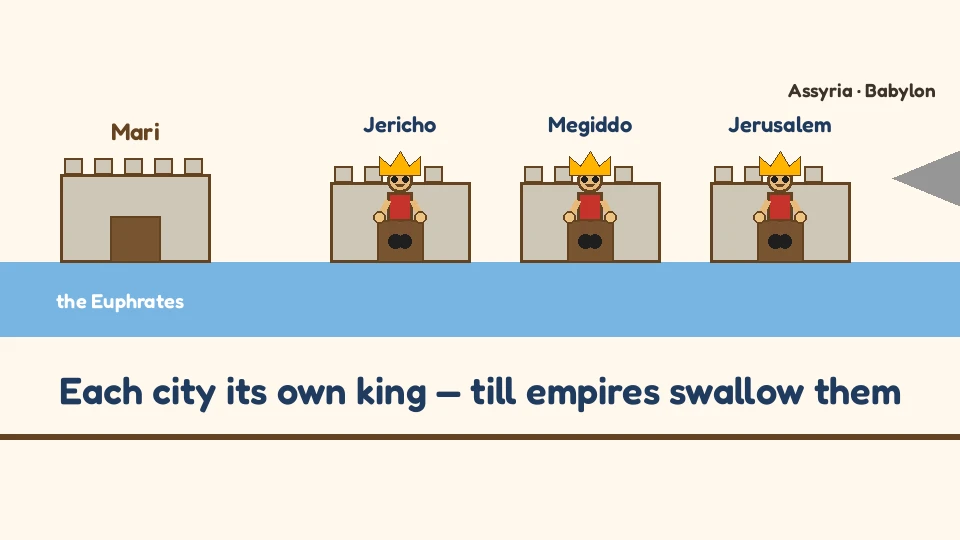 Assyria · Babylon
Mari
Jericho
Megiddo
Jerusalem
the Euphrates
Each city its own king — till empires swallow them